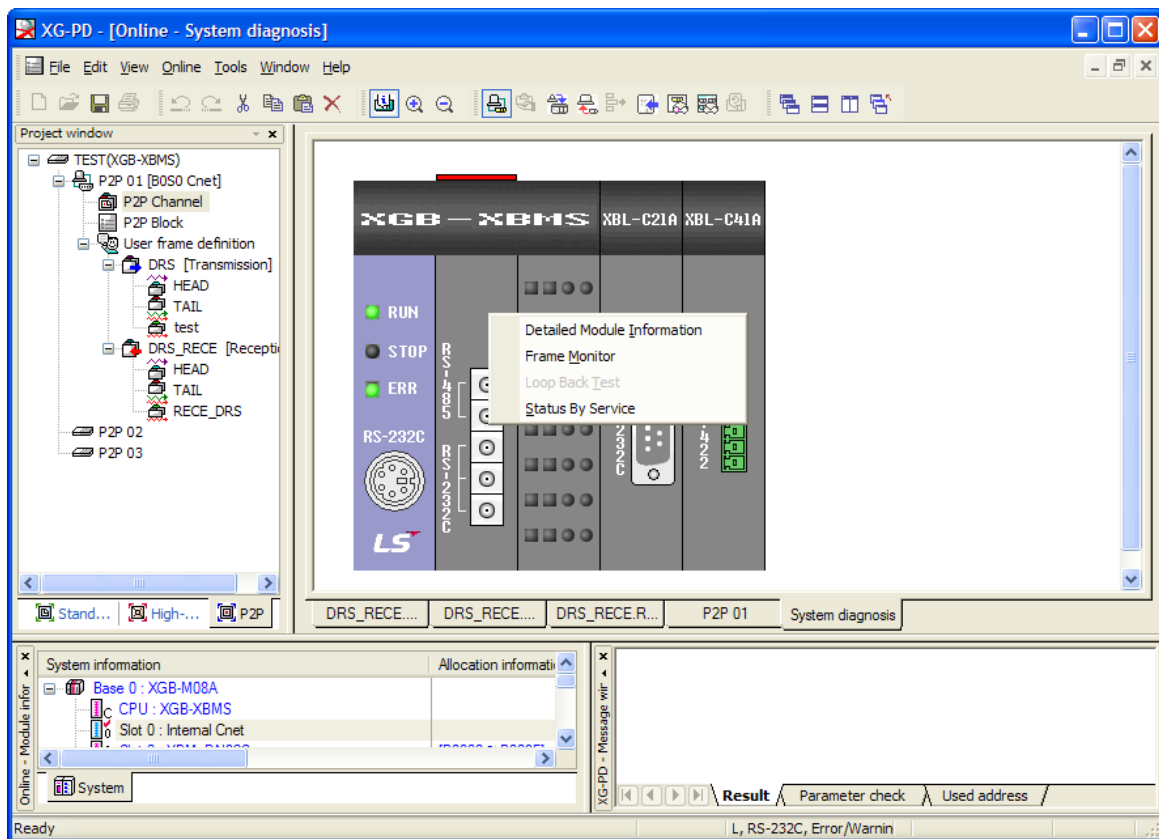 XG-PD - [Online - System diagnosis]
File Edit View Online Tools Window Help
Project window
TEST(XGB-XBMS)
P2P 01 [B0S0 Cnet]
P2P Channel
P2P Block
User frame definition
DRS [Transmission]
HEAD
TAIL
test
DRS_RECE [Recepti
HEAD
TAIL
RECE_DRS
P2P 02
P2P 03
Stand... High-... P2P
XGB-XBMS XBL-C21A XBL-C41A
RUN
STOP
ERR
RS-232C
LS
RS-485
RS-232C
232C
422
Detailed Module Information
Frame Monitor
Loop Back Test
Status By Service
DRS_RECE.... DRS_RECE.... DRS_RECE.R... P2P 01 System diagnosis
Online - Module infor
System information Allocation informati
Base 0 : XGB-M08A
CPU : XGB-XBMS
Slot 0 : Internal Cnet
System
XG-PD - Message wir
Result Parameter check Used address
Ready L, RS-232C, Error/Warnin